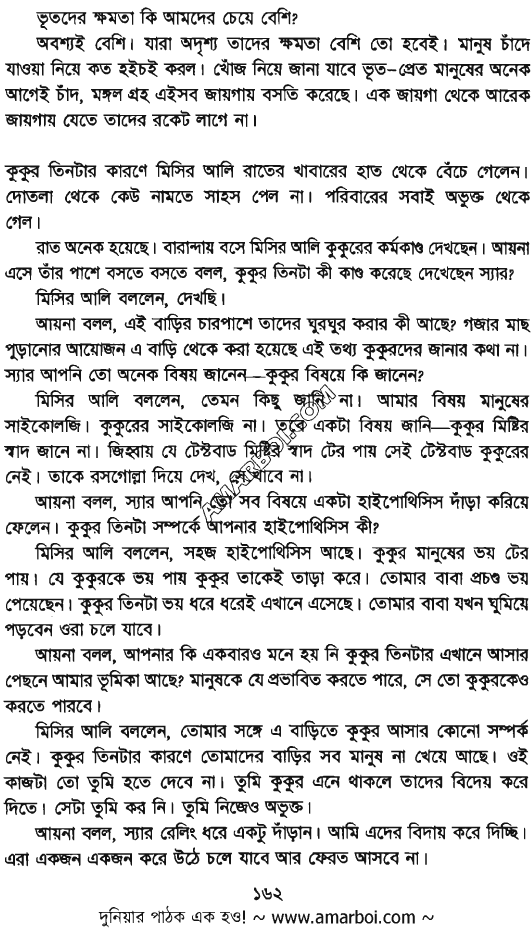 ভূতদের ক্ষমতা কি আমদের চেয়ে বেশি?
অবশ্যই বেশি। যারা অদৃশ্য তাদের ক্ষমতা বেশি তো হবেই। মানুষ চাঁদে
যাওয়া নিয়ে কত হইচই করল। খোঁজ নিয়ে জানা যাবে ভূত-প্রেত মানুষের অনেক
আগেই চাঁদ, মঙ্গল গ্রহ এইসব জায়গায় বসতি করেছে। এক জায়গা থেকে আরেক
জায়গায় যেতে তাদের রকেট লাগে না।
কুকুর তিনটার কারণে মিসির আলি রাতের খাবারের হাত থেকে বেঁচে গেলেন।
দোতলা থেকে কেউ নামতে সাহস পেল না। পরিবারের সবাই অভুক্ত থেকে
গেল।
রাত অনেক হয়েছে। বারান্দায় বসে মিসির আলি কুকুরের কর্মকাণ্ড দেখছেন। আয়না
এসে তাঁর পাশে বসতে বসতে বলল, কুকুর তিনটা কী কাণ্ড করেছে দেখেছেন স্যার?
মিসির আলি বললেন, দেখছি।
আয়না বলল, এই বাড়ির চারপাশে তাদের ঘুরঘুর করার কী আছে? গজার মাছ
পুড়ানোর আয়োজন এ বাড়ি থেকে করা হয়েছে এই তথ্য কুকুরদের জানার কথা না।
স্যার আপনি তো অনেক বিষয় জানেন—কুকুর বিষয়ে কি জানেন?
মিসির আলি বললেন, তেমন কিছু জানি না। আমার বিষয় মানুষের
সাইকোলজি। কুকুরের সাইকোলজি না। তবে একটা বিষয় জানি—কুকুর মিষ্টির
স্বাদ জানে না। জিহ্বায় যে টেস্টবাড মিষ্টির স্বাদ টের পায় সেই টেস্টবাড কুকুরের
নেই। তাকে রসগোল্লা দিয়ে দেখ, সে খাবে না।
আয়না বলল, স্যার আপনি তো সব বিষয়ে একটা হাইপোথিসিস দাঁড়া করিয়ে
ফেলেন। কুকুর তিনটা সম্পর্কে আপনার হাইপোথিসিস কী?
মিসির আলি বললেন, সহজ হাইপোথিসিস আছে। কুকুর মানুষের ভয় টের
পায়। যে কুকুরকে ভয় পায় কুকুর তাকেই তাড়া করে। তোমার বাবা প্রচণ্ড ভয়
পেয়েছেন। কুকুর তিনটা ভয় ধরে ধরেই এখানে এসেছে। তোমার বাবা যখন ঘুমিয়ে
পড়বেন ওরা চলে যাবে।
আয়না বলল, আপনার কি একবারও মনে হয় নি কুকুর তিনটার এখানে আসার
পেছনে আমার ভূমিকা আছে? মানুষকে যে প্রভাবিত করতে পারে, সে তো কুকুরকেও
করতে পারবে।
মিসির আলি বললেন, তোমার সঙ্গে এ বাড়িতে কুকুর আসার কোনো সম্পর্ক
নেই। কুকুর তিনটার কারণে তোমাদের বাড়ির সব মানুষ না খেয়ে আছে। ওই
কাজটা তো তুমি হতে দেবে না। তুমি কুকুর এনে থাকলে তাদের বিদেয় করে
দিতে। সেটা তুমি কর নি। তুমি নিজেও অভুক্ত।
আয়না বলল, স্যার রেলিং ধরে একটু দাঁড়ান। আমি এদের বিদায় করে দিচ্ছি।
এরা একজন একজন করে উঠে চলে যাবে আর ফেরত আসবে না।
AMARBOI.COM
১৬২
দুনিয়ার পাঠক এক হও! ~ www.amarboi.com ~